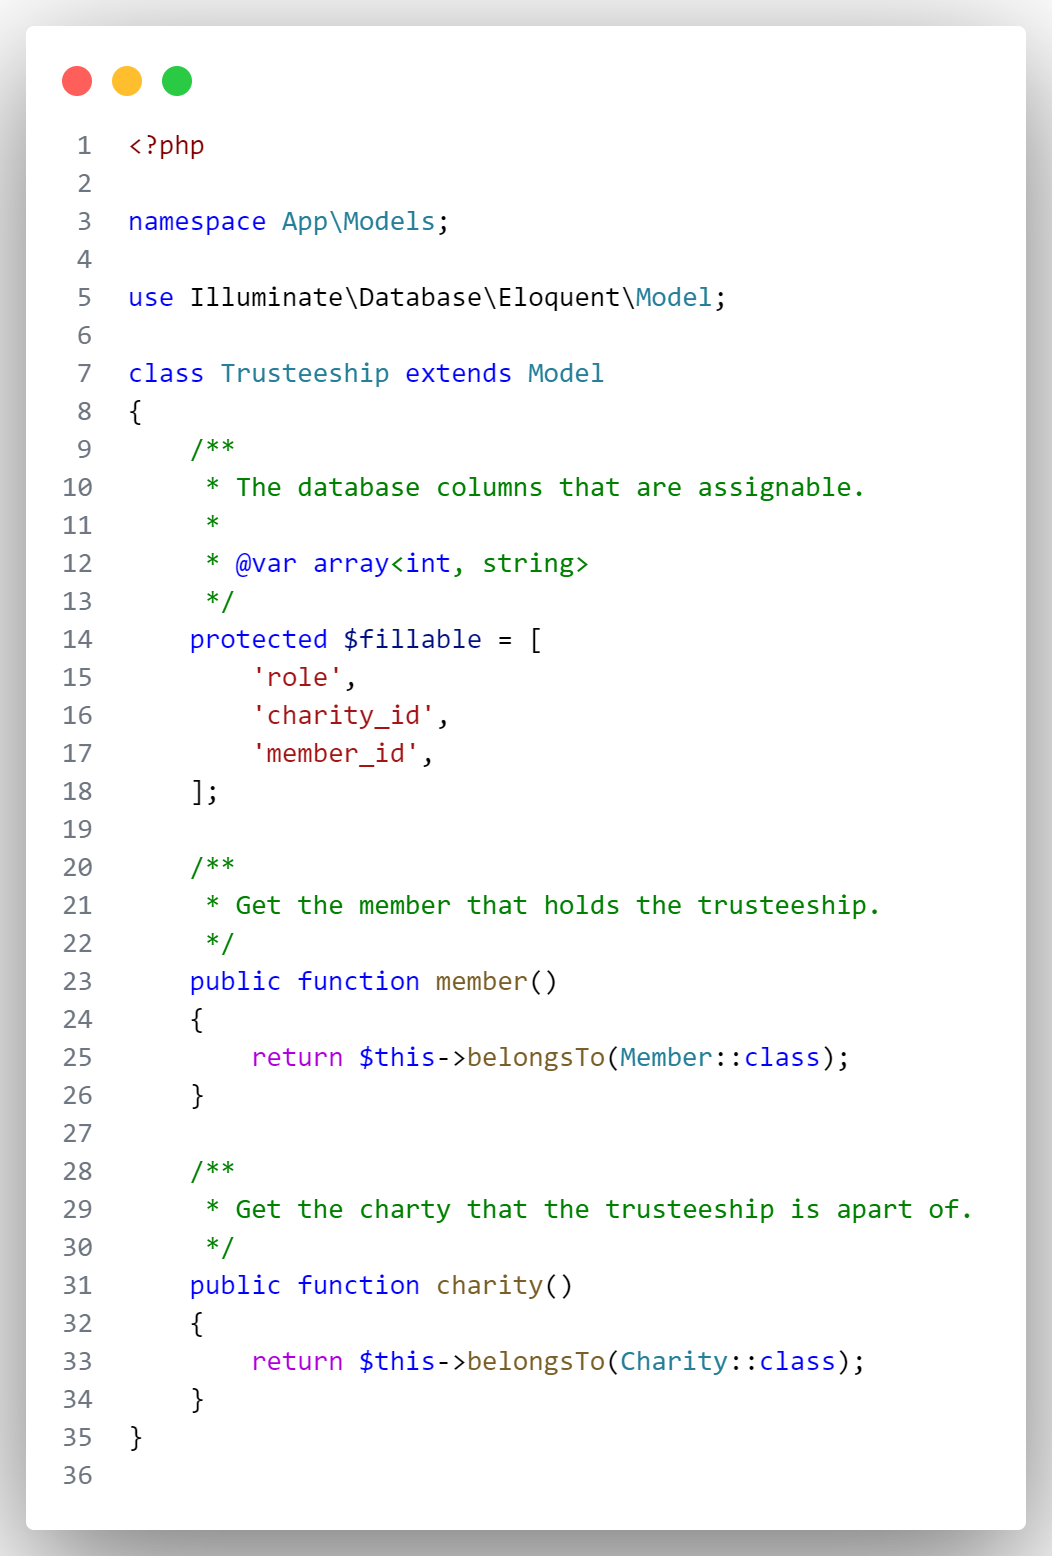 1 <?php
2
3 namespace App\Models;
4
5 use Illuminate\Database\Eloquent\Model;
6
7 class Trusteeship extends Model
8 {
9     /**
10      * The database columns that are assignable.
11      *
12      * @var array<int, string>
13      */
14     protected $fillable = [
15         'role',
16         'charity_id',
17         'member_id',
18     ];
19
20     /**
21      * Get the member that holds the trusteeship.
22      */
23     public function member()
24     {
25         return $this->belongsTo(Member::class);
26     }
27
28     /**
29      * Get the charty that the trusteeship is apart of.
30      */
31     public function charity()
32     {
33         return $this->belongsTo(Charity::class);
34     }
35 }
36